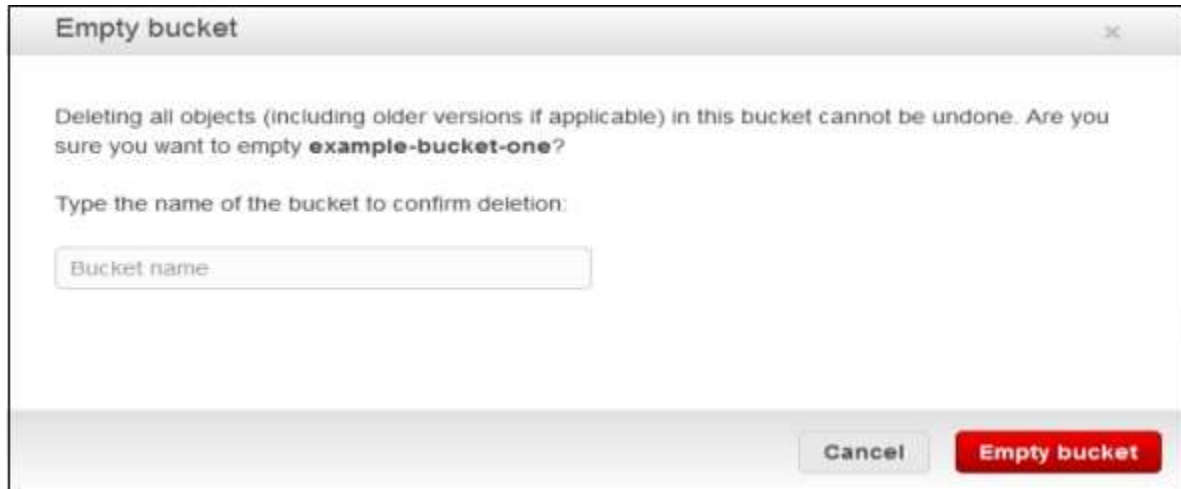 Empty bucket
×
Deleting all objects (including older versions if applicable) in this bucket cannot be undone. Are you
sure you want to empty example-bucket-one?
Type the name of the bucket to confirm deletion:
Bucket name
Cancel Empty bucket